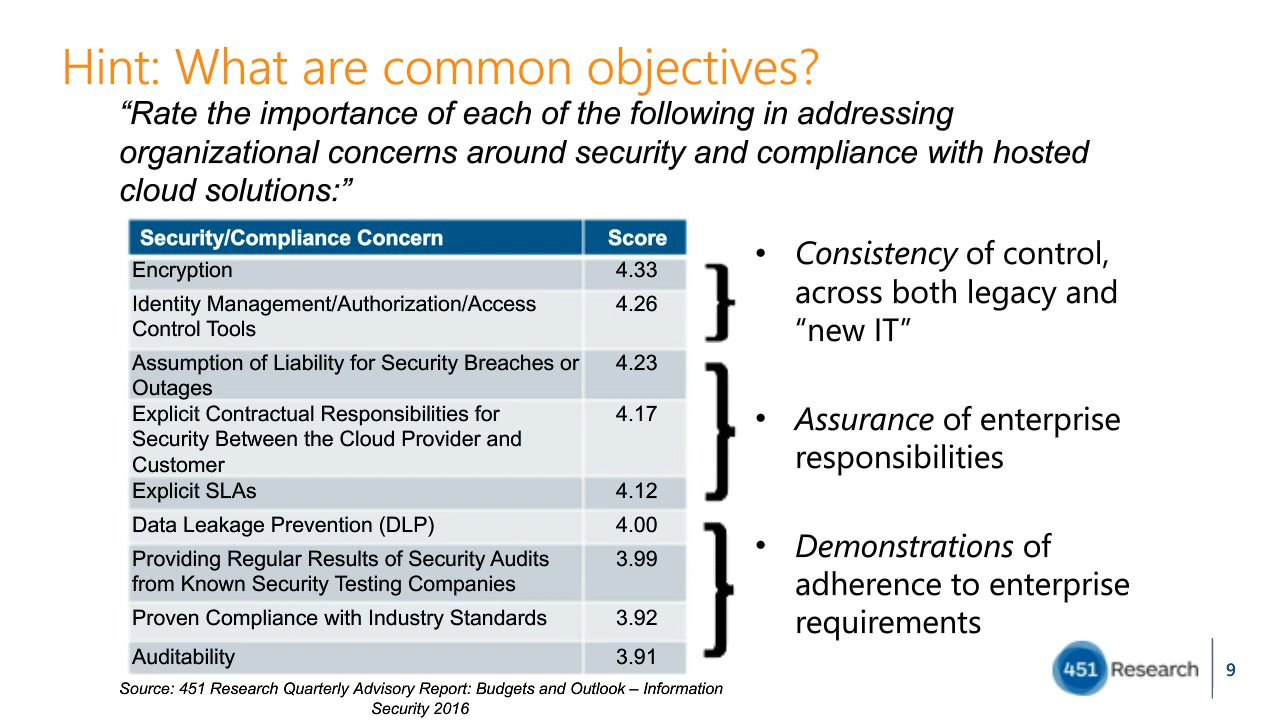 Hint: What are common objectives?
“Rate the importance of each of the following in addressing
organizational concerns around security and compliance with hosted
cloud solutions:”
Security/Compliance Concern Score
Encryption 4.33
Identity Management/Authorization/Access 4.26
Control Tools
Assumption of Liability for Security Breaches or 4.23
Outages
Explicit Contractual Responsibilities for 4.17
Security Between the Cloud Provider and
Customer
Explicit SLAs 4.12
Data Leakage Prevention (DLP) 4.00
Providing Regular Results of Security Audits 3.99
from Known Security Testing Companies
Proven Compliance with Industry Standards 3.92
Auditability 3.91
• Consistency of control,
across both legacy and
“new IT”
• Assurance of enterprise
responsibilities
• Demonstrations of
adherence to enterprise
requirements
Source: 451 Research Quarterly Advisory Report: Budgets and Outlook – Information
Security 2016
451 Research
9